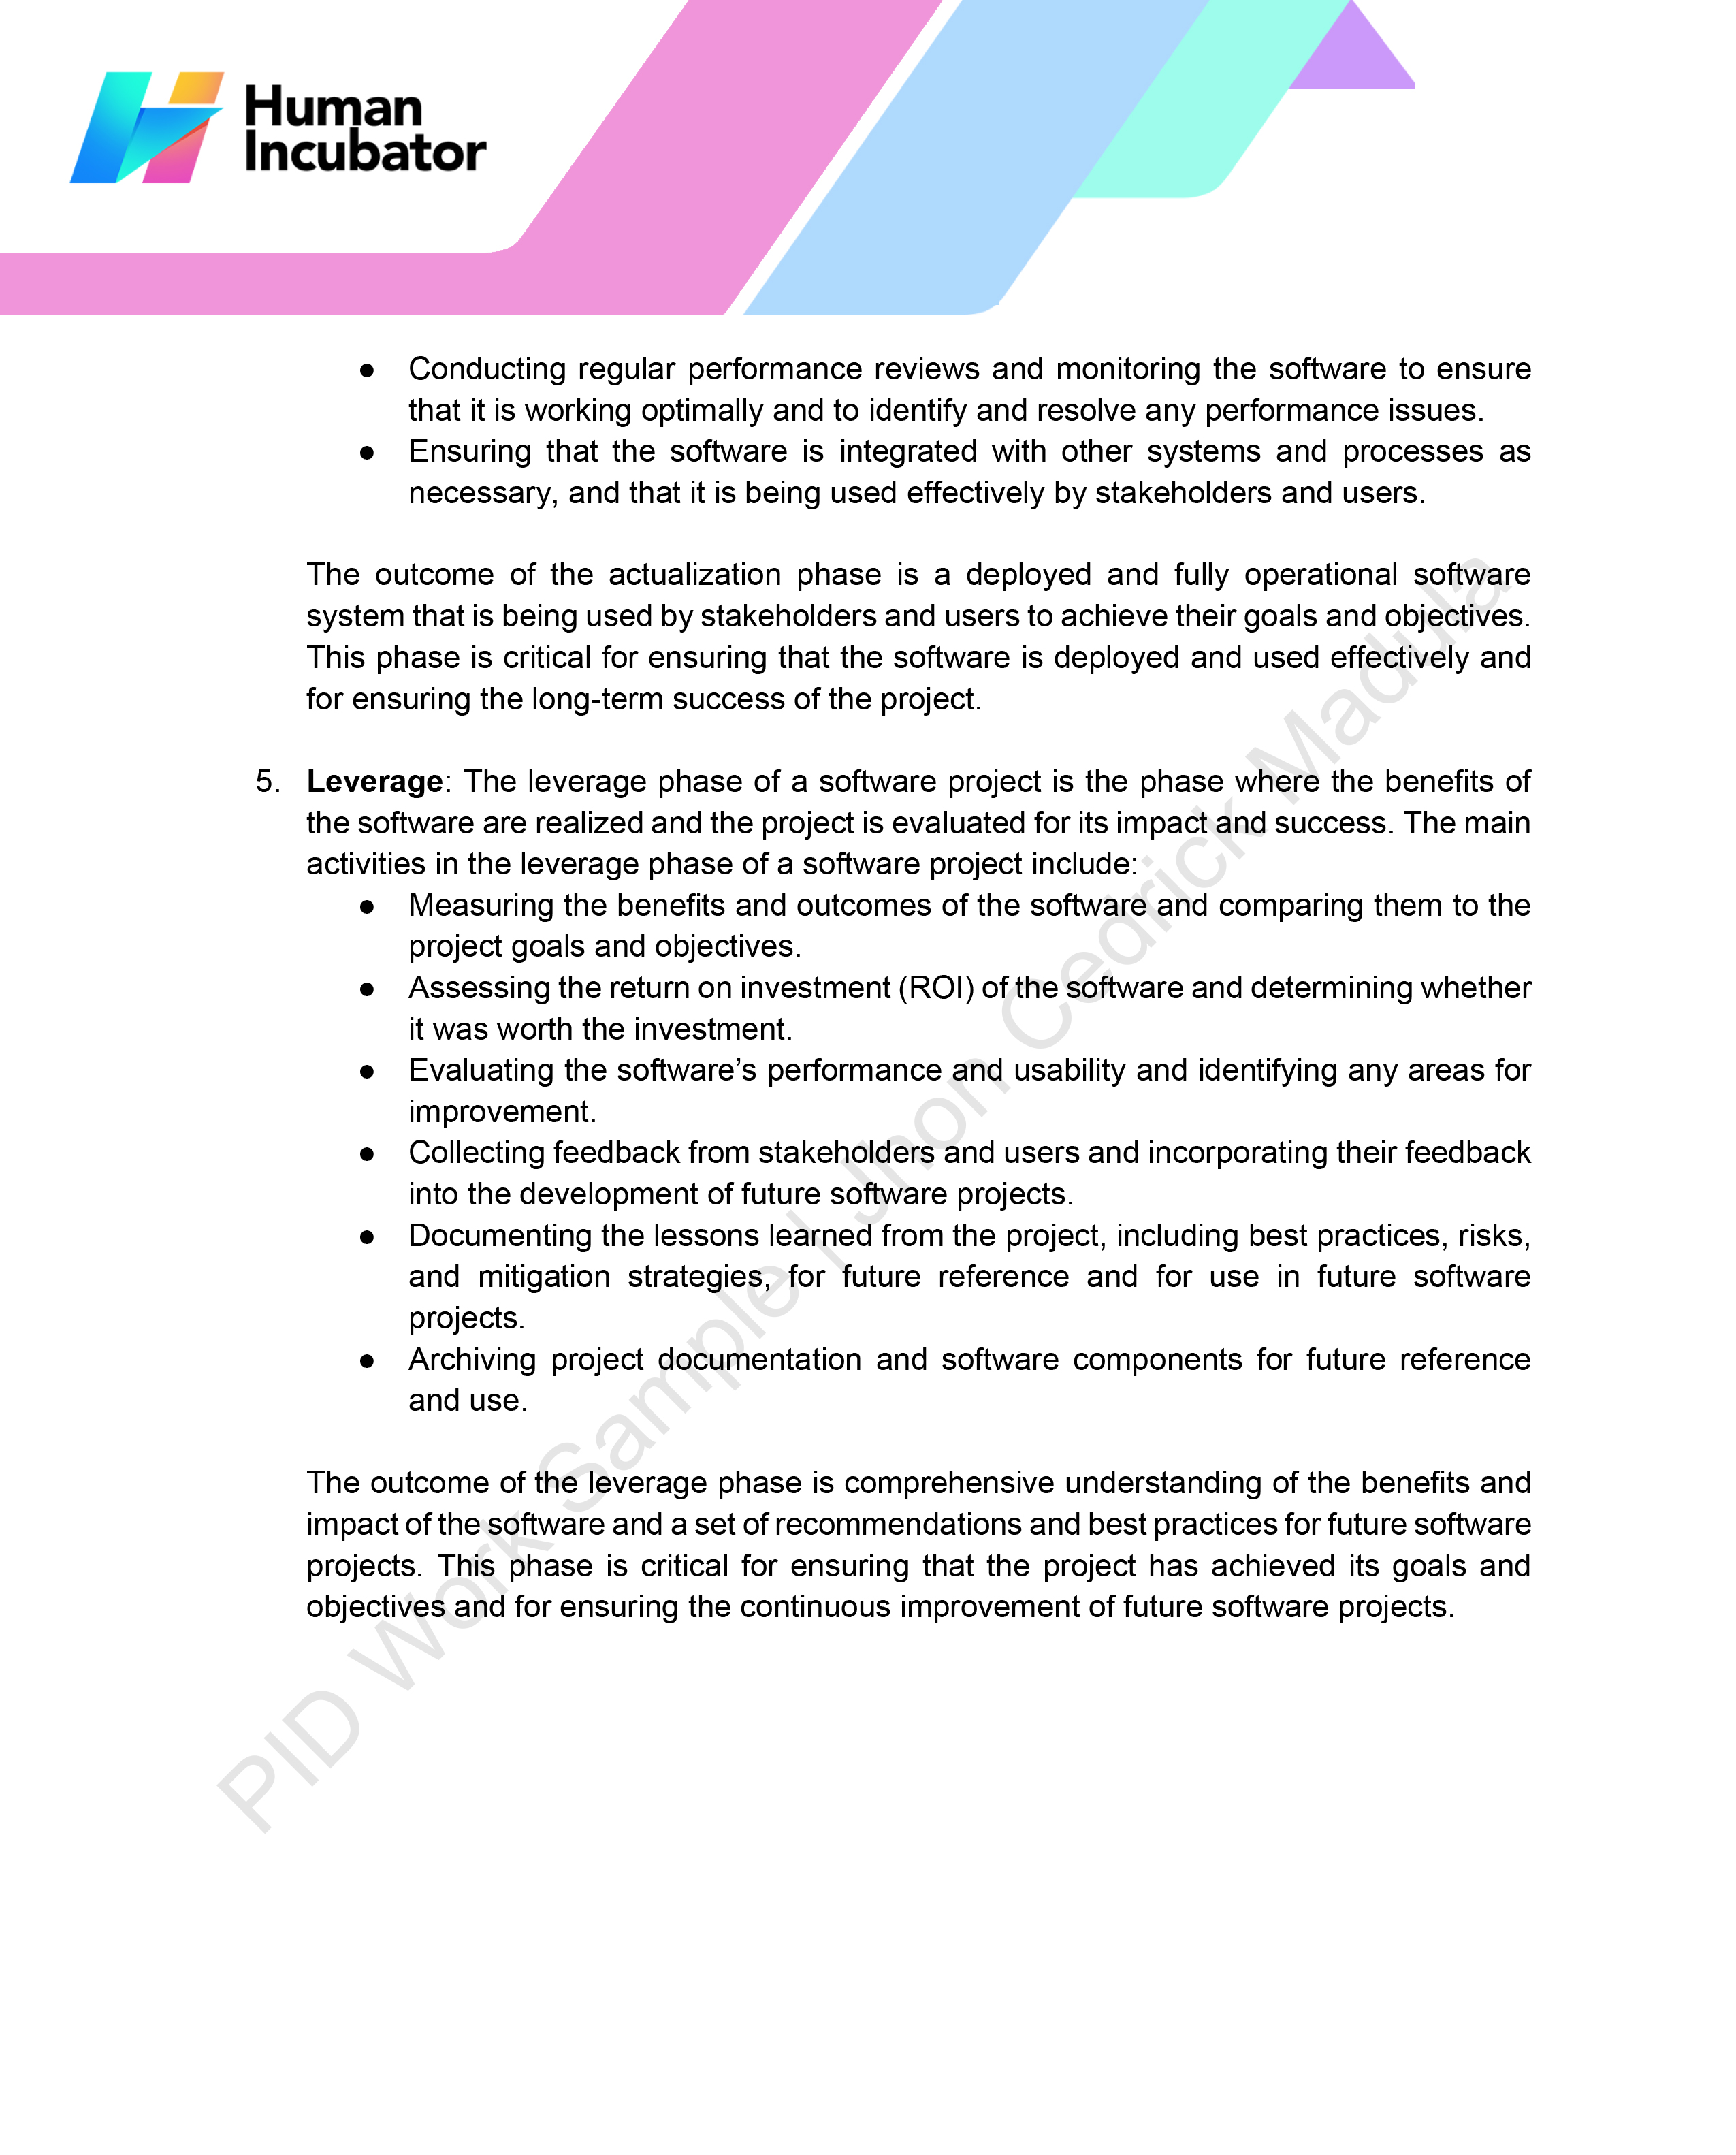 Human
Incubator
● Conducting regular performance reviews and monitoring the software to ensure
that it is working optimally and to identify and resolve any performance issues.
● Ensuring that the software is integrated with other systems and processes as
necessary, and that it is being used effectively by stakeholders and users.
The outcome of the actualization phase is a deployed and fully operational software
system that is being used by stakeholders and users to achieve their goals and objectives.
This phase is critical for ensuring that the software is deployed and used effectively and
for ensuring the long-term success of the project.
5. Leverage: The leverage phase of a software project is the phase where the benefits of
the software are realized and the project is evaluated for its impact and success. The main
activities in the leverage phase of a software project include:
● Measuring the benefits and outcomes of the software and comparing them to the
project goals and objectives.
● Assessing the return on investment (ROI) of the software and determining whether
it was worth the investment.
● Evaluating the software’s performance and usability and identifying any areas for
improvement.
● Collecting feedback from stakeholders and users and incorporating their feedback
into the development of future software projects.
● Documenting the lessons learned from the project, including best practices, risks,
and mitigation strategies, for future reference and for use in future software
projects.
● Archiving project documentation and software components for future reference
and use.
The outcome of the leverage phase is comprehensive understanding of the benefits and
impact of the software and a set of recommendations and best practices for future software
projects. This phase is critical for ensuring that the project has achieved its goals and
objectives and for ensuring the continuous improvement of future software projects.
PID Work Sample | Jhon Cedrick Madula